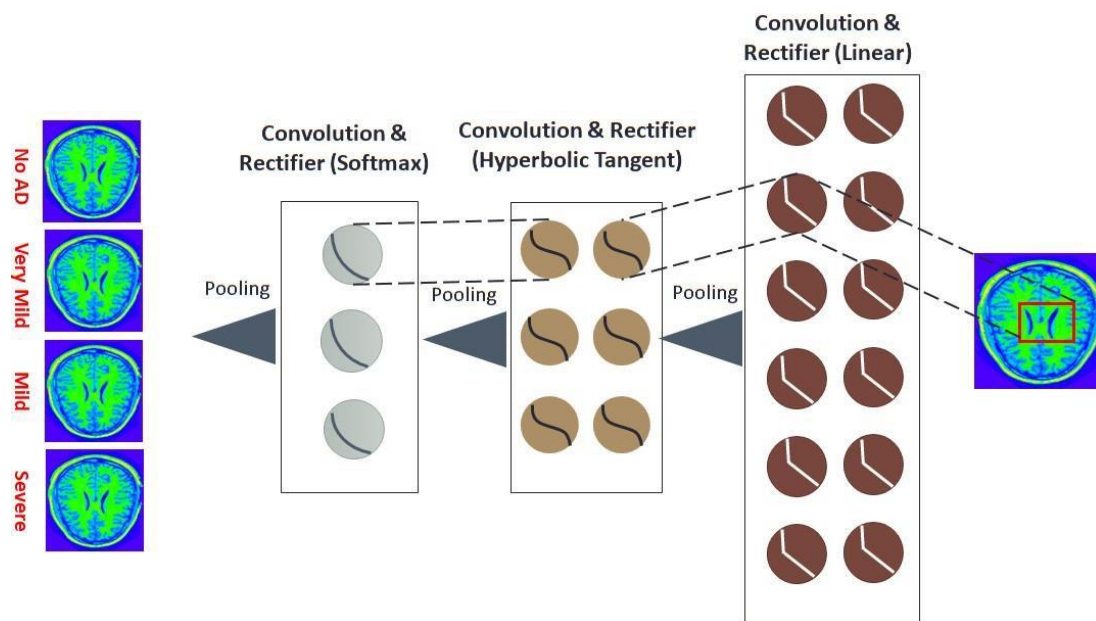 Convolution &
Rectifier (Linear)
Convolution &
Rectifier (Softmax)
Convolution & Rectifier
(Hyperbolic Tangent)
No AD
Very Mild
Mild
Severe
Pooling
Pooling
Pooling